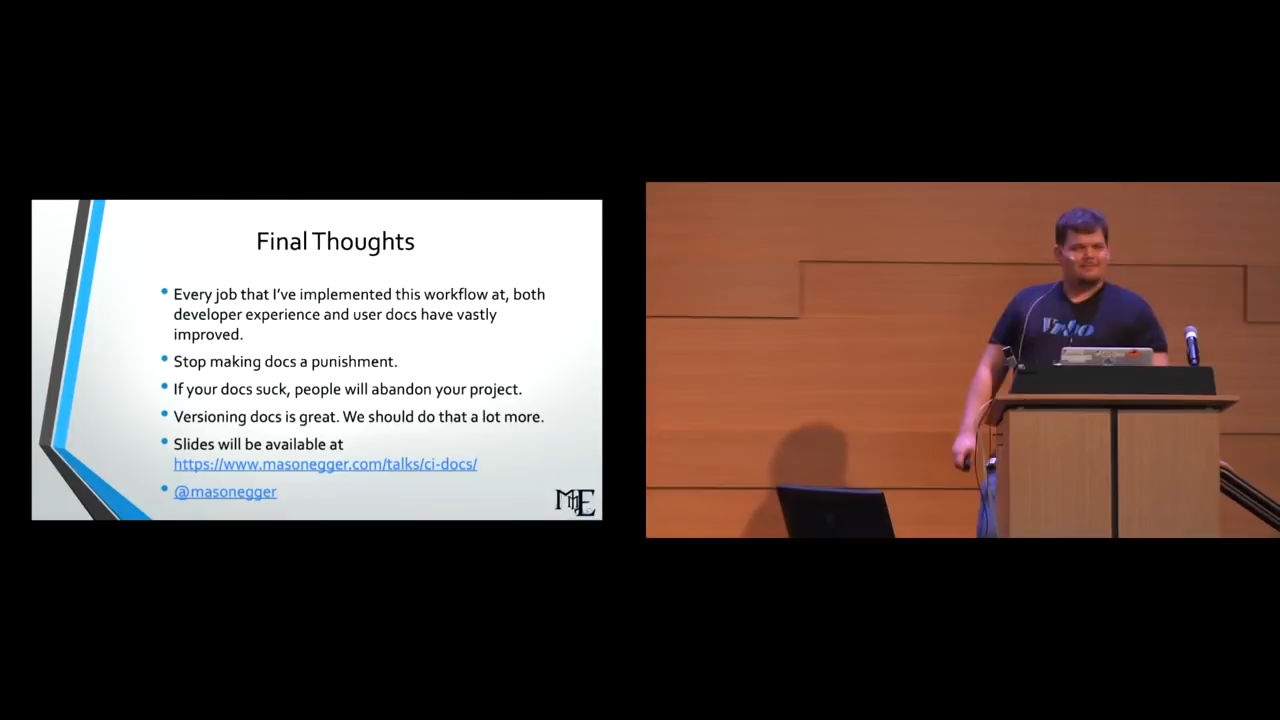 Final Thoughts
Every job that I've implemented this workflow at, both
developer experience and user docs have vastly
improved.
Stop making docs a punishment.
If your docs suck, people will abandon your project.
Versioning docs is great. We should do that a lot more.
Slides will be available at
https://www.masonegger.com/talks/ci-docs/
@masonegger
MME
Vrbo